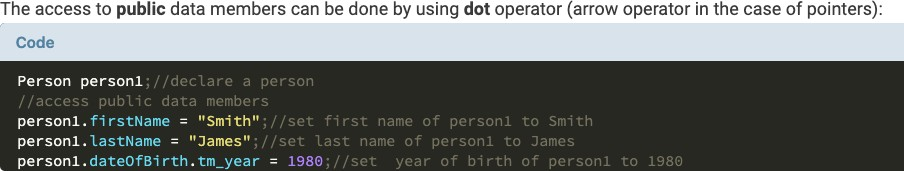 The access to public data members can be done by using dot operator (arrow operator in the case of pointers):
Code
Person person1;//declare a person
//access public data members
person1.firstName = "Smith";//set first name of person1 to Smith
person1.lastName = "James";//set last name of person1 to James
person1.dateOfBirth.tm_year = 1980;//set  year of birth of person1 to 1980